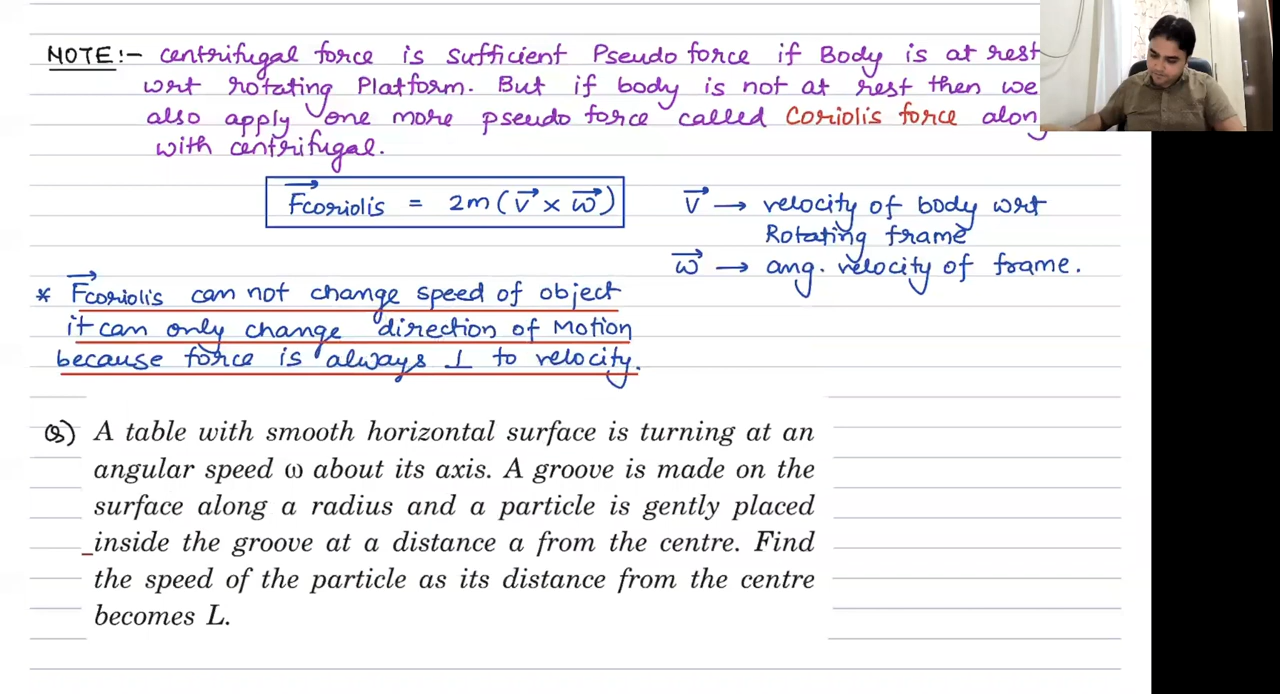 NOTE:- centrifugal force is sufficient Pseudo force if Body is at rest
wrt rotating Platform. But if body is not at rest then we
also apply one more pseudo force called Coriolis force along
with centrifugal.
Fcoriolis = 2m(v × ω)
v → velocity of body wrt
Rotating frame
ω → ang. velocity of frame.
* Fcoriolis can not change speed of object
it can only change direction of Motion
because force is always ⊥ to velocity.
Q) A table with smooth horizontal surface is turning at an
angular speed ω about its axis. A groove is made on the
surface along a radius and a particle is gently placed
inside the groove at a distance a from the centre. Find
the speed of the particle as its distance from the centre
becomes L.